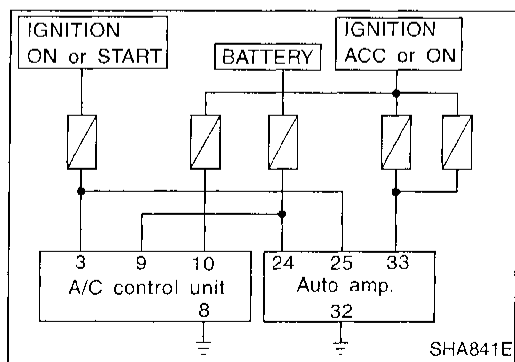 IGNITION
ON or START
BATTERY
IGNITION
ACC or ON
3 9 10
A/C control unit
8
24 25 33
Auto amp.
32
SHA841E